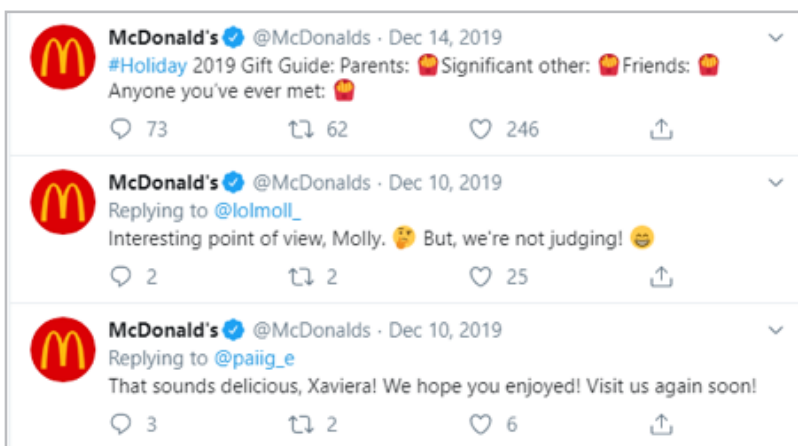 McDonald's @McDonalds · Dec 14, 2019
#Holiday 2019 Gift Guide: Parents: 🍟 Significant other: 🍟 Friends: 🍟
Anyone you've ever met: 🍟
73 62 246
McDonald's @McDonalds · Dec 10, 2019
Replying to @lolmoll_
Interesting point of view, Molly. 🤔 But, we're not judging! 😁
2 2 25
McDonald's @McDonalds · Dec 10, 2019
Replying to @paiig_e
That sounds delicious, Xaviera! We hope you enjoyed! Visit us again soon!
3 2 6